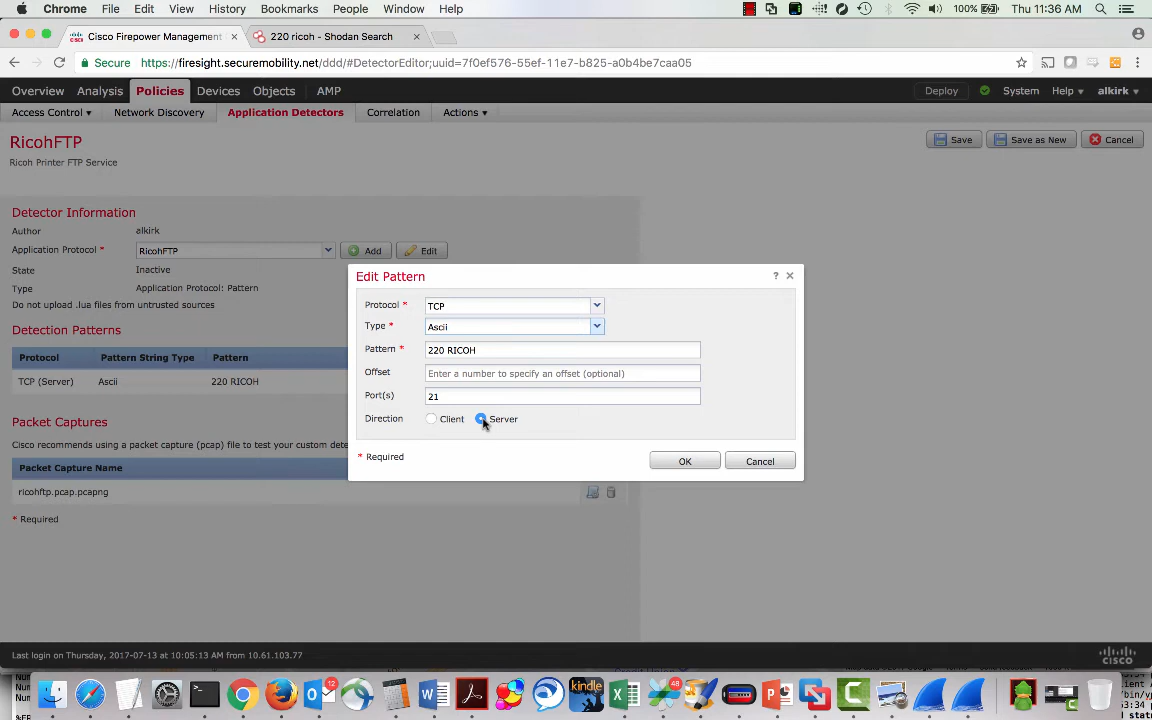 Chrome File Edit View History Bookmarks People Window Help 100% Thu 11:36 AM
Cisco Firepower Management × 220 ricoh - Shodan Search ×
Secure https://firesight.securemobility.net/ddd/#DetectorEditor;uuid=7f0ef576-55ef-11e7-b825-a0b4be7caa05
Overview Analysis Policies Devices Objects AMP Deploy System Help alkirk
Access Control Network Discovery Application Detectors Correlation Actions
RicohFTP
Save Save as New Cancel
Ricoh Printer FTP Service
Detector Information
Author alkirk
Application Protocol * RicohFTP Add Edit
State Inactive
Type Application Protocol: Pattern
Do not upload .lua files from untrusted sources
Detection Patterns
Protocol Pattern String Type Pattern
TCP (Server) Ascii 220 RICOH
Packet Captures
Cisco recommends using a packet capture (pcap) file to test your custom dete
Packet Capture Name
ricohftp.pcap.pcapng
* Required
Edit Pattern ? ×
Protocol * TCP
Type * Ascii
Pattern * 220 RICOH
Offset Enter a number to specify an offset (optional)
Port(s) 21
Direction Client Server
* Required
OK Cancel
Last login on Thursday, 2017-07-13 at 10:05:13 AM from 10.61.103.77
CISCO
12
48
kindle